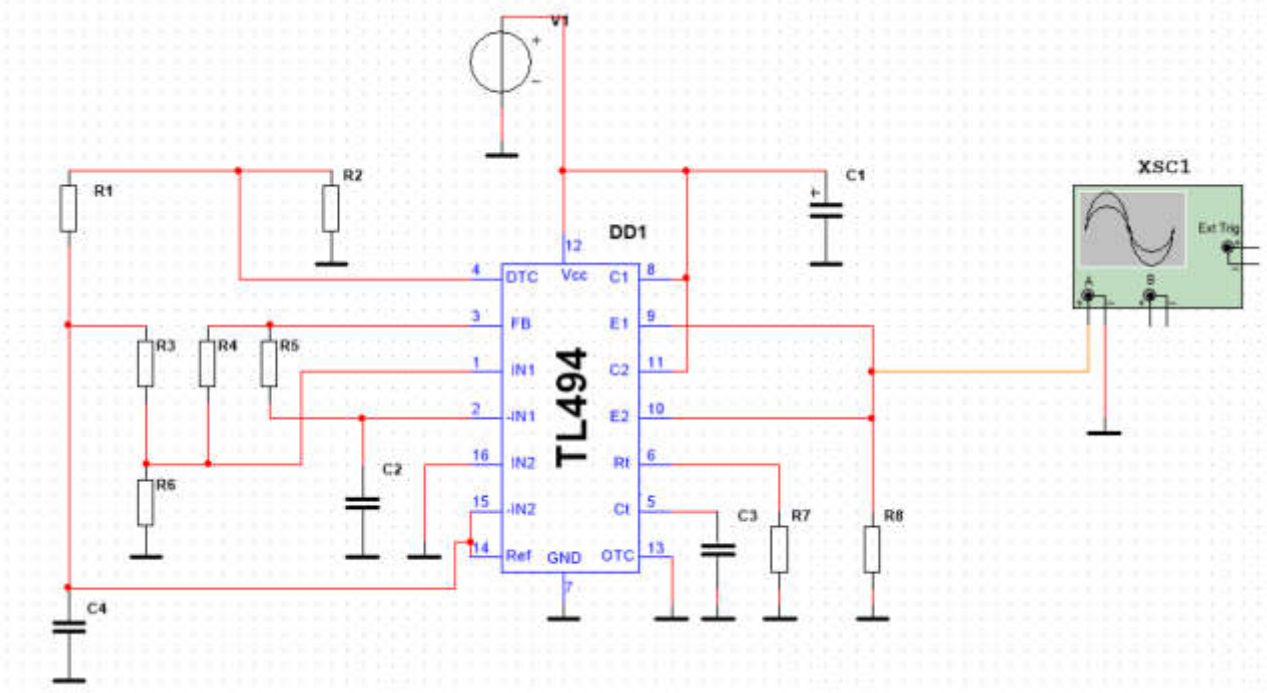 V1
XSC1
R1
R2
C1
Ext Trig
DD1
12
4
DTC
Vcc
C1
8
A
B
3
FB
E1
9
R3
R4
R5
1
IN1
C2
11
TL494
2
-IN1
E2
10
16
IN2
Rt
6
C2
R6
15
-IN2
Ct
5
C3
R7
R8
14
Ref
GND
OTC
13
7
C4